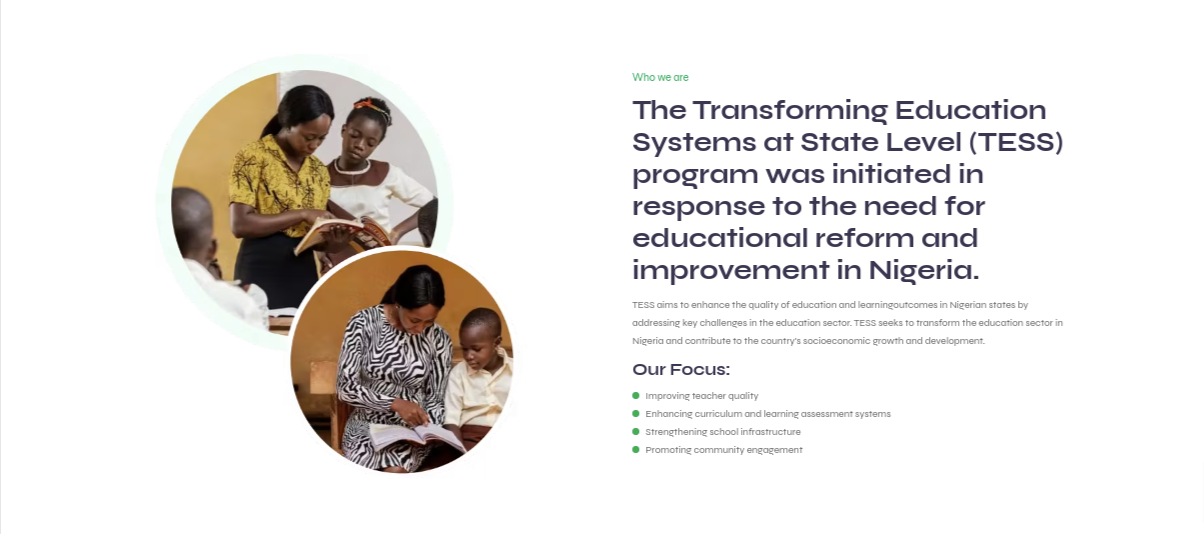 Who we are
The Transforming Education
Systems at State Level (TESS)
program was initiated in
response to the need for
educational reform and
improvement in Nigeria.
TESS aims to enhance the quality of education and learningoutcomes in Nigerian states by
addressing key challenges in the education sector. TESS seeks to transform the education sector in
Nigeria and contribute to the country's socioeconomic growth and development.
Our Focus:
Improving teacher quality
Enhancing curriculum and learning assessment systems
Strengthening school infrastructure
Promoting community engagement